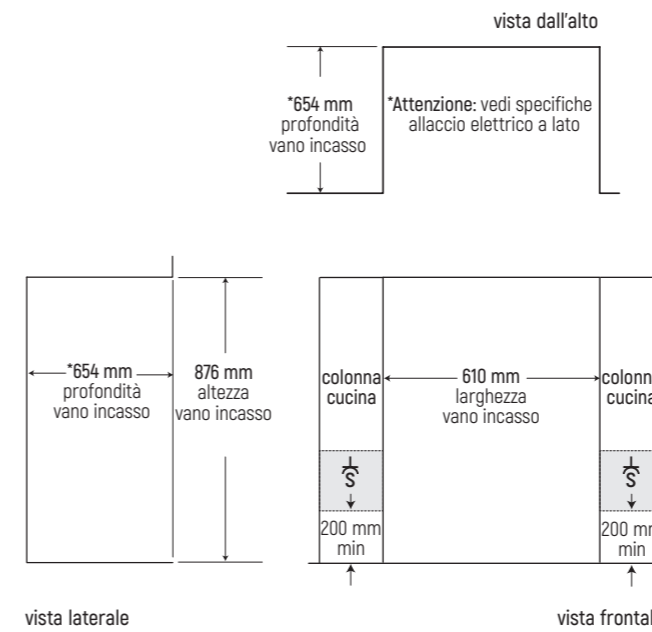 vista dall'alto
*654 mm
profondità
vano incasso
*Attenzione: vedi specifiche
allaccio elettrico a lato
*654 mm
profondità
vano incasso
876 mm
altezza
vano incasso
colonna
cucina
610 mm
larghezza
vano incasso
colonn
cucina
S
S
200 mm
min
200 mm
min
vista laterale
vista frontal